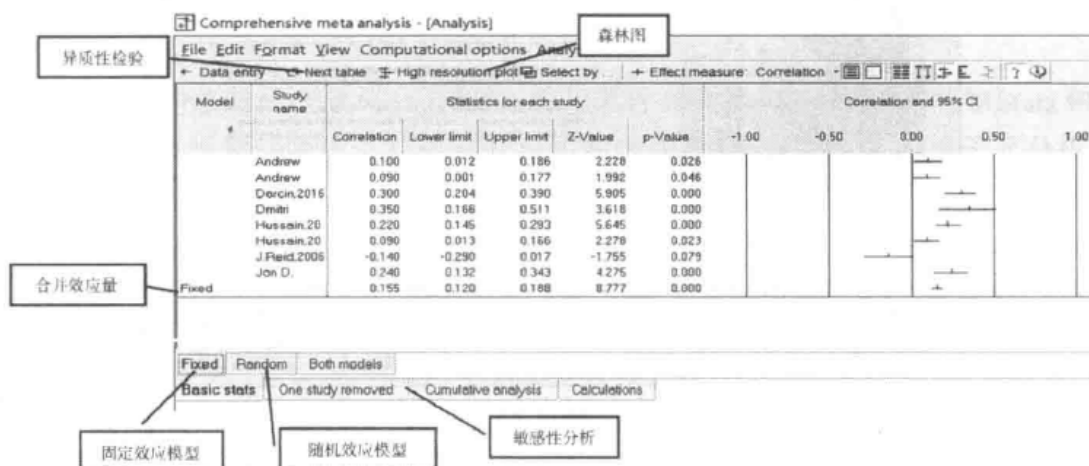 Comprehensive meta analysis - [Analysis]
森林图
异质性检验
File Edit Format View Computational options Analy
← Data entry Next table High resolution plot Select by ... + Effect measure: Correlation
Model Study name Statistics for each study Correlation and 95% CI
Correlation Lower limit Upper limit Z-Value p-Value -1.00 -0.50 0.00 0.50 1.00
Andrew 0.100 0.012 0.186 2.228 0.026
Andrew 0.090 0.001 0.177 1.992 0.046
Darcin,2016 0.300 0.204 0.390 5.905 0.000
Dmitri 0.350 0.166 0.511 3.618 0.000
Hussain,20 0.220 0.145 0.293 5.645 0.000
Hussain,20 0.090 0.013 0.166 2.278 0.023
J.Reid,2006 -0.140 -0.290 0.017 -1.755 0.079
Jon D. 0.240 0.132 0.343 4.275 0.000
合并效应量
Fixed 0.155 0.120 0.188 8.777 0.000
Fixed Random Both models
Basic stats One study removed Cumulative analysis Calculations
固定效应模型 随机效应模型 敏感性分析